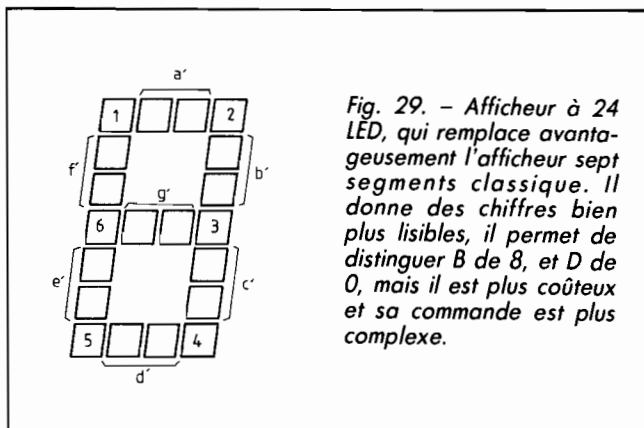 a'
1 2
f' b'
g'
6 3
e' c'
5 4
d'
Fig. 29. – Afficheur à 24
LED, qui remplace avanta-
geusement l'afficheur sept
segments classique. Il
donne des chiffres bien
plus lisibles, il permet de
distinguer B de 8, et D de
0, mais il est plus coûteux
et sa commande est plus
complexe.